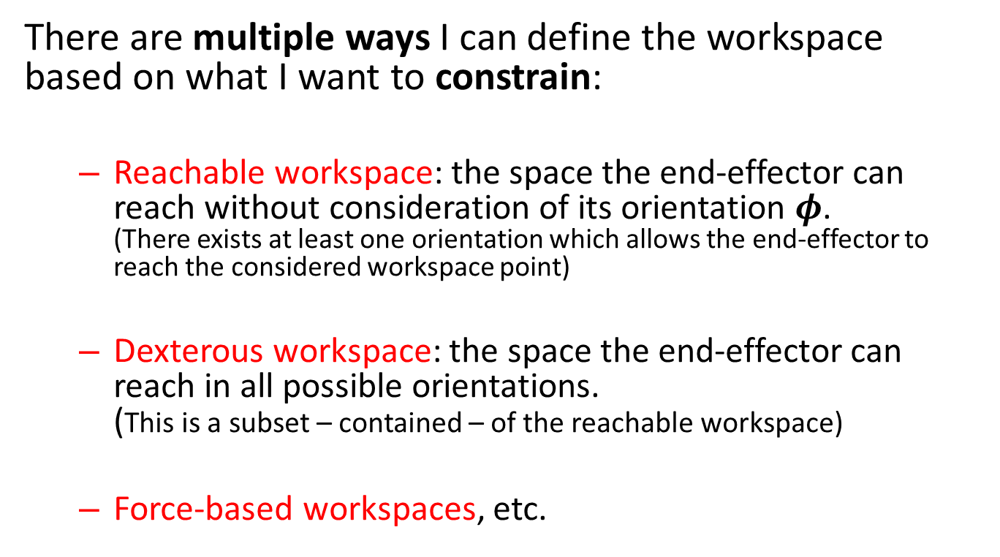 There are multiple ways I can define the workspace
based on what I want to constrain:
– Reachable workspace: the space the end-effector can
reach without consideration of its orientation ϕ.
(There exists at least one orientation which allows the end-effector to
reach the considered workspace point)
– Dexterous workspace: the space the end-effector can
reach in all possible orientations.
(This is a subset – contained – of the reachable workspace)
– Force-based workspaces, etc.